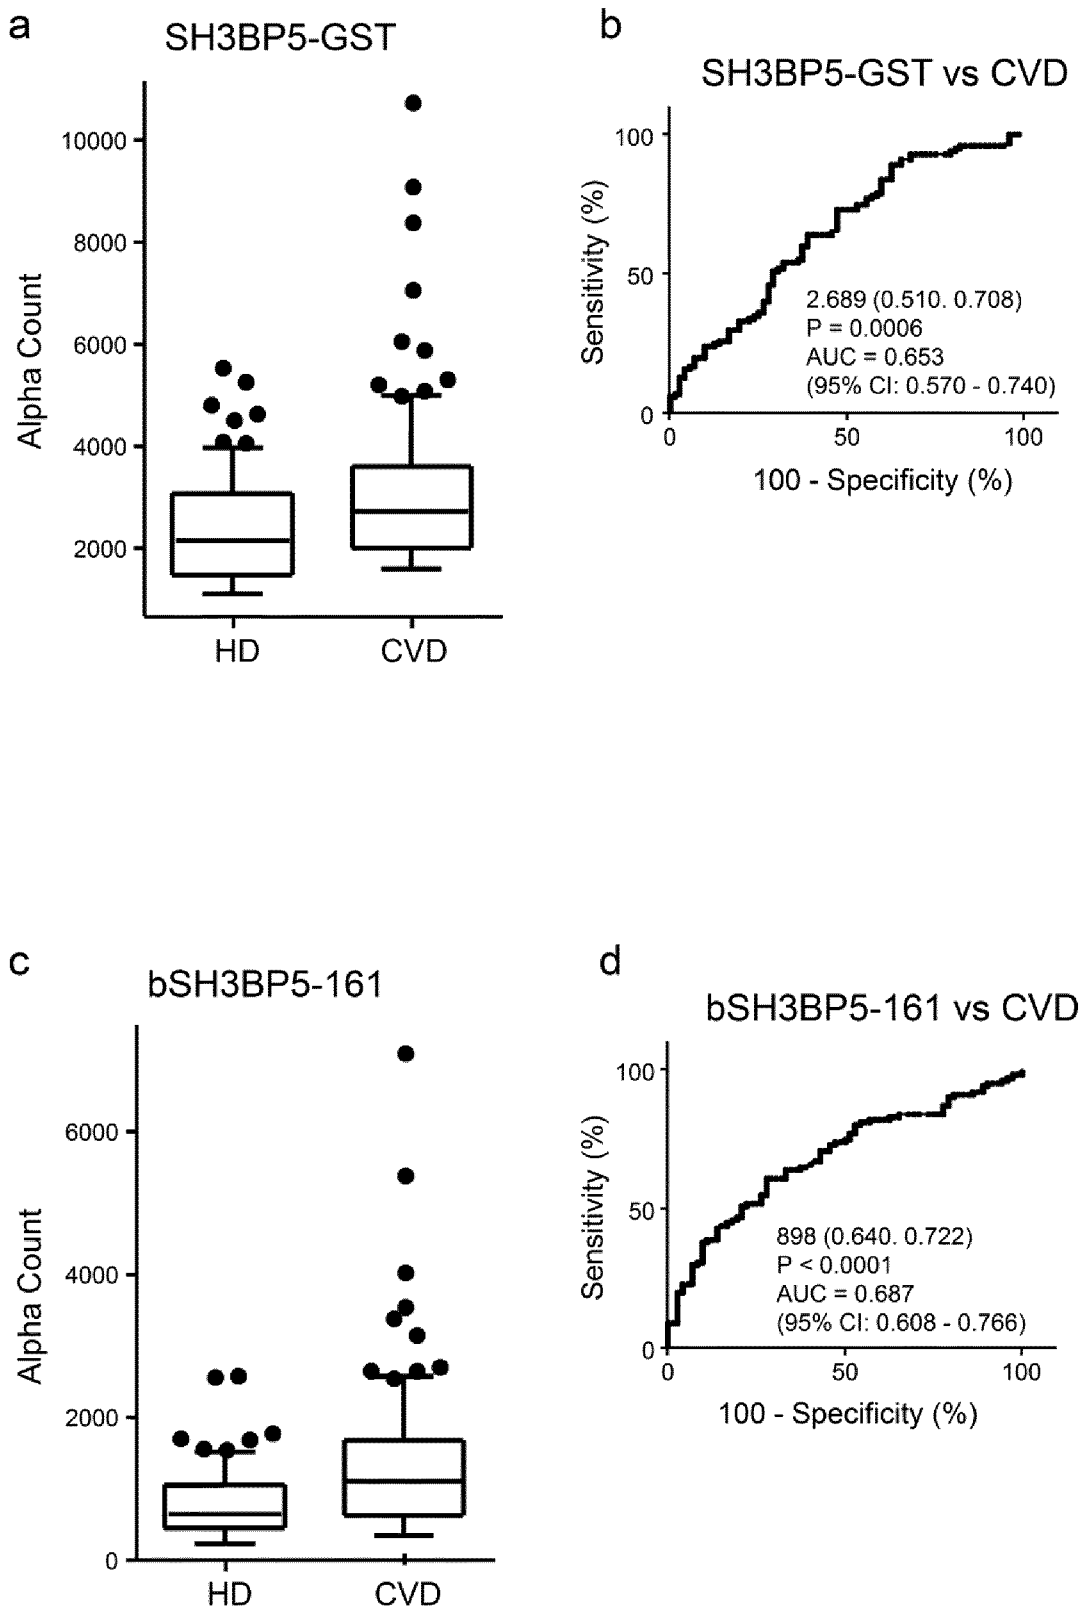 a
SH3BP5-GST
10000
8000
6000
4000
2000
Alpha Count
HD
CVD
b
SH3BP5-GST vs CVD
100
50
0
Sensitivity (%)
2.689 (0.510. 0.708)
P = 0.0006
AUC = 0.653
(95% CI: 0.570 - 0.740)
0
50
100
100 - Specificity (%)
c
bSH3BP5-161
6000
4000
2000
0
Alpha Count
HD
CVD
d
bSH3BP5-161 vs CVD
100
50
0
Sensitivity (%)
898 (0.640. 0.722)
P < 0.0001
AUC = 0.687
(95% CI: 0.608 - 0.766)
0
50
100
100 - Specificity (%)